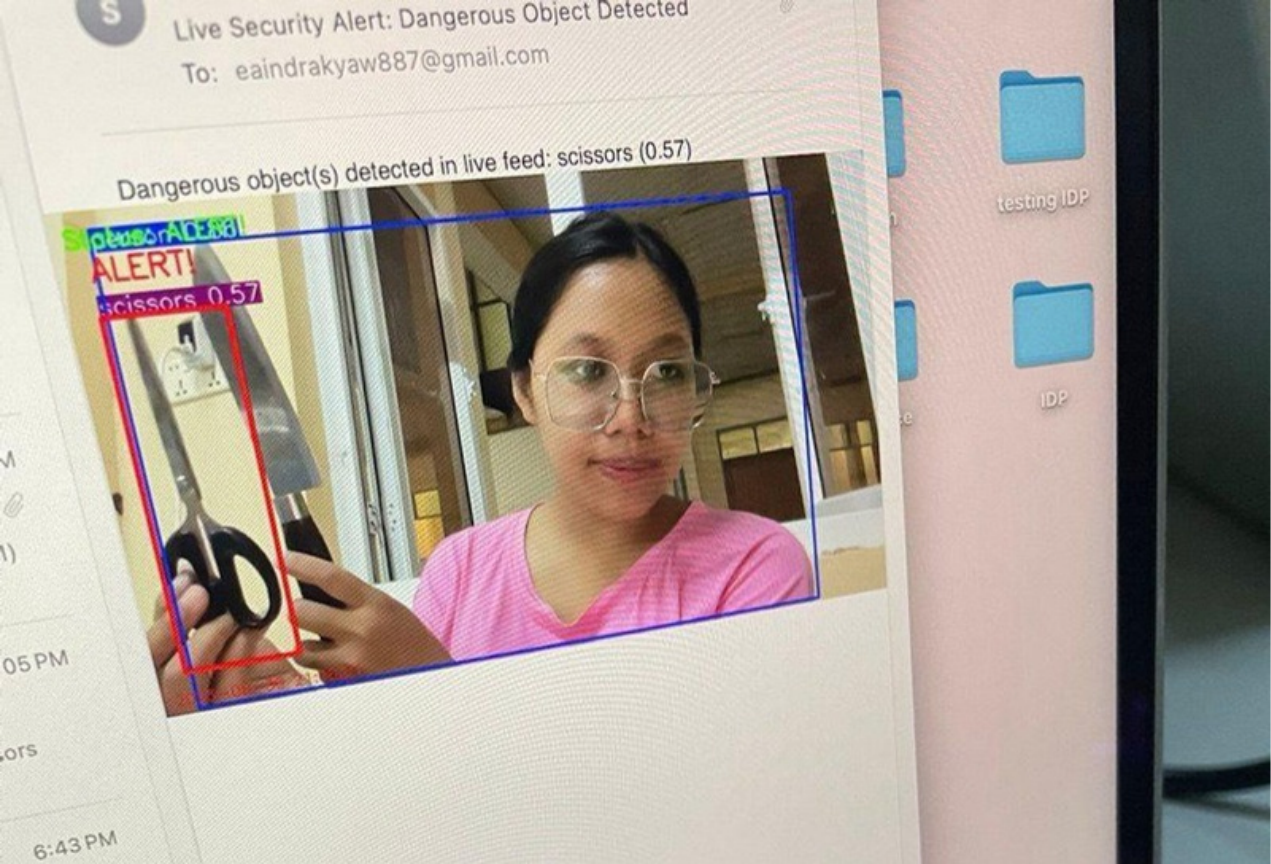 S
Live Security Alert: Dangerous Object Detected
To: eaindrakyaw887@gmail.com
Dangerous object(s) detected in live feed: scissors (0.57)
ALERT!
scissors 0.57
testing IDP
IDP
05 PM
ors
6:43 PM